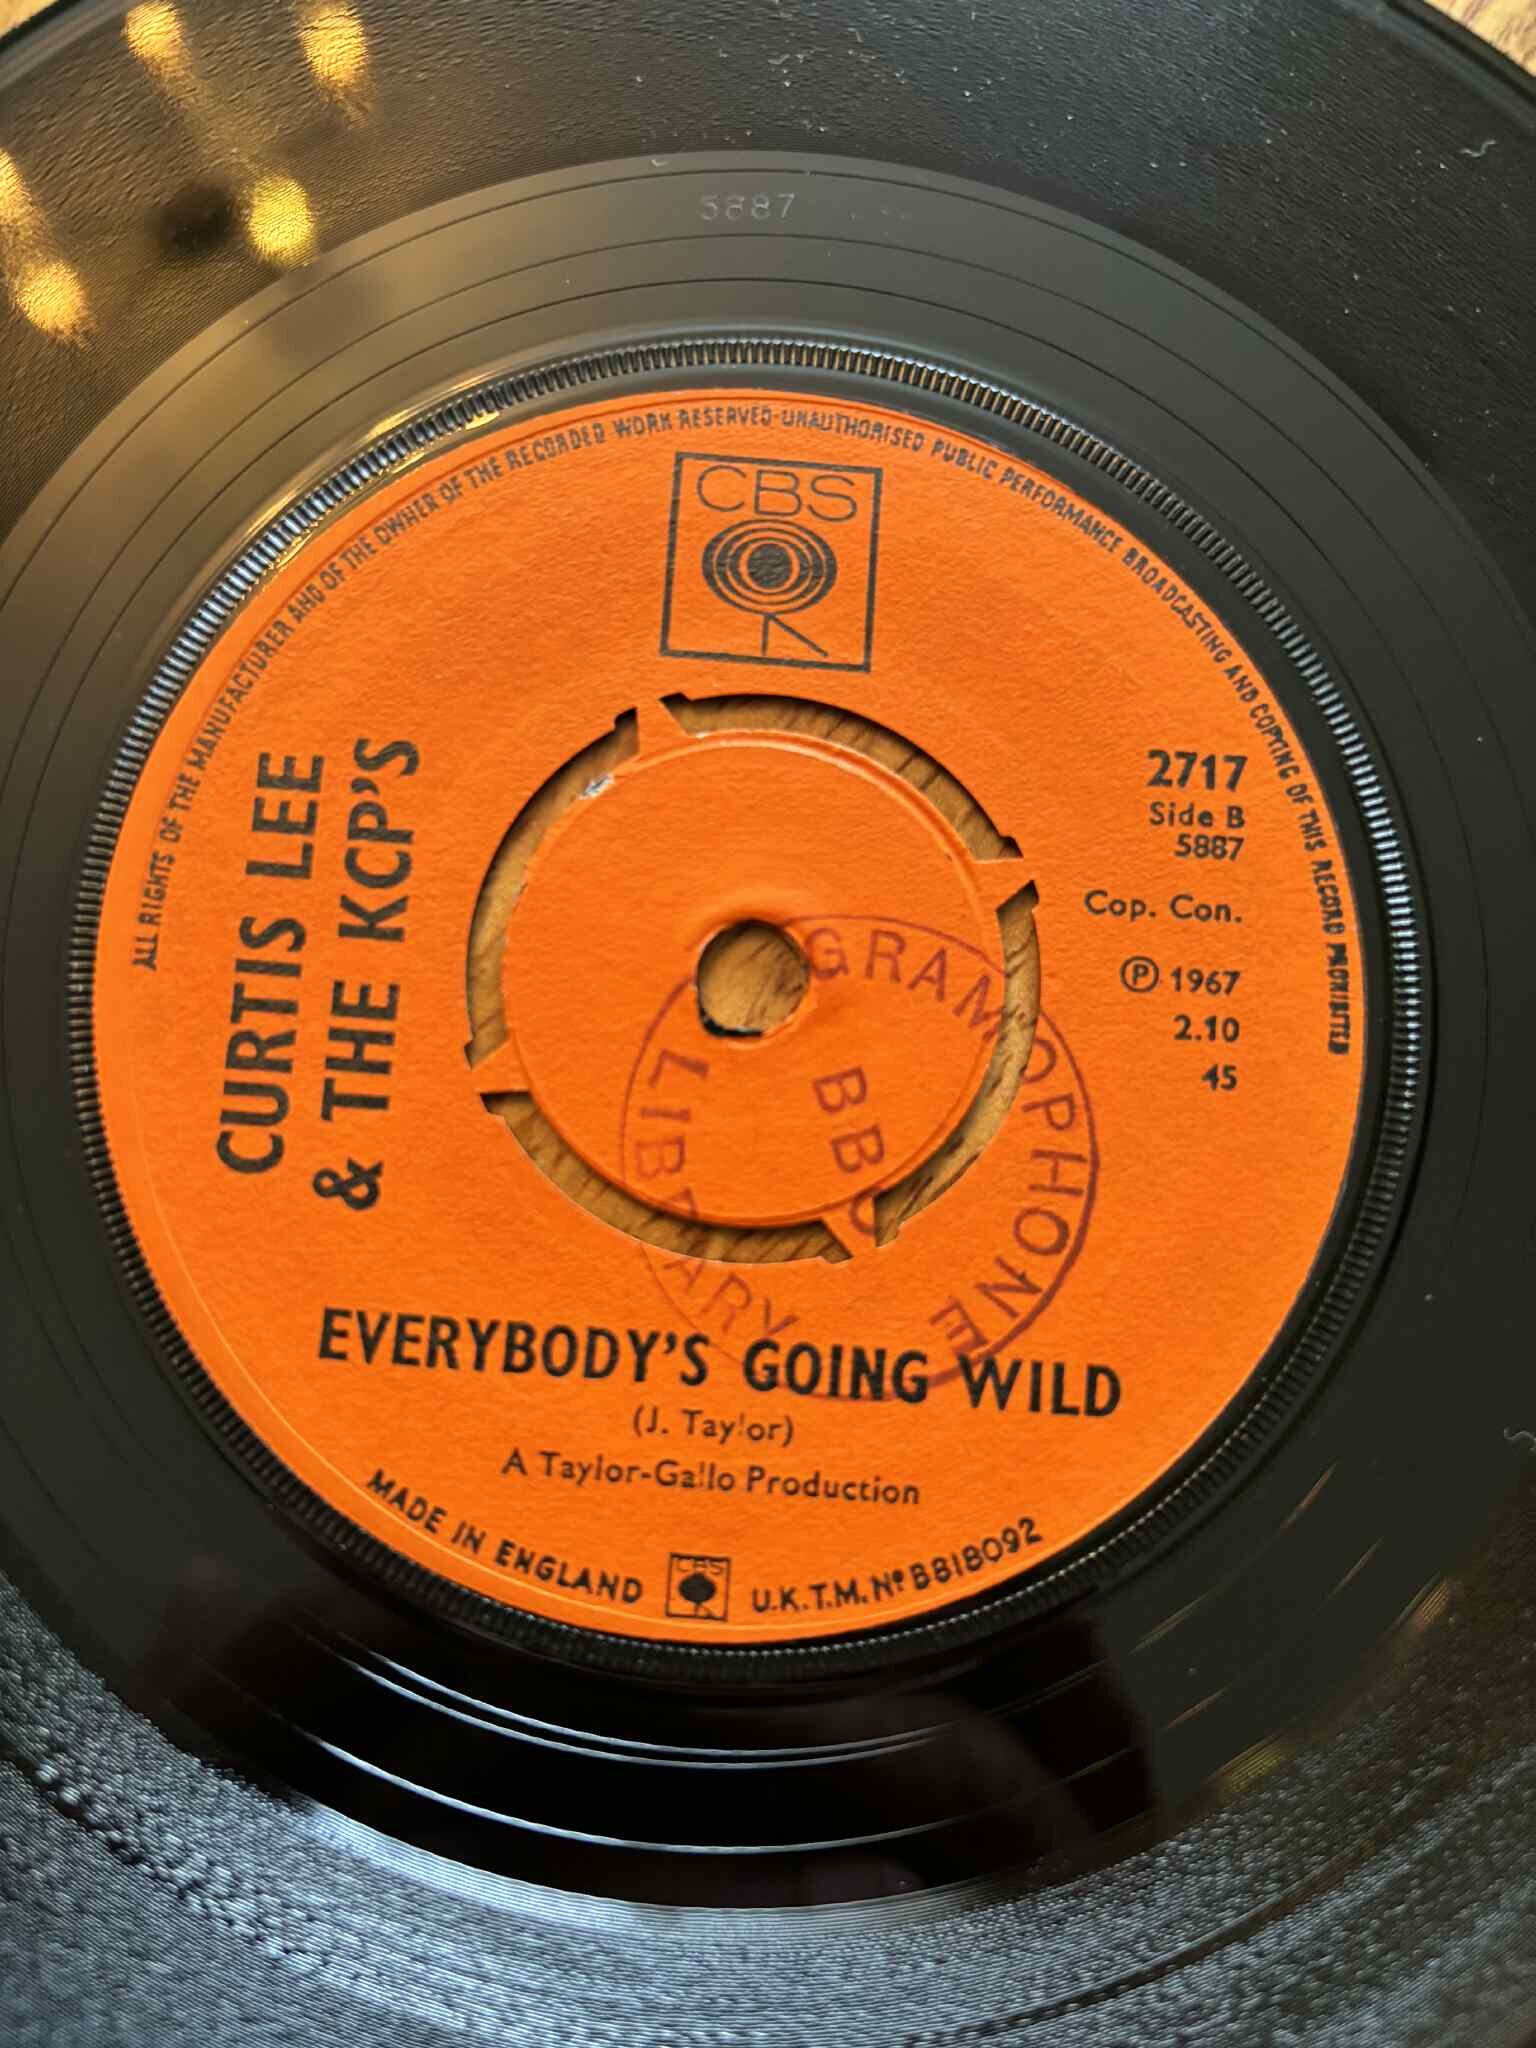 5887
ALL RIGHTS OF THE MANUFACTURER AND OF THE OWNER OF THE RECORDED WORK RESERVED-UNAUTHORISED PUBLIC PERFORMANCE BROADCASTING AND COPYING OF THIS RECORD PROHIBITED
CBS
CURTIS LEE
& THE KCP'S
2717
Side B
5887
Cop. Con.
℗ 1967
2.10
45
GRAMOPHONE
BBC
LIBRARY
EVERYBODY'S GOING WILD
(J. Taylor)
A Taylor-Gallo Production
MADE IN ENGLAND CBS U.K.T.M. Nº B818092